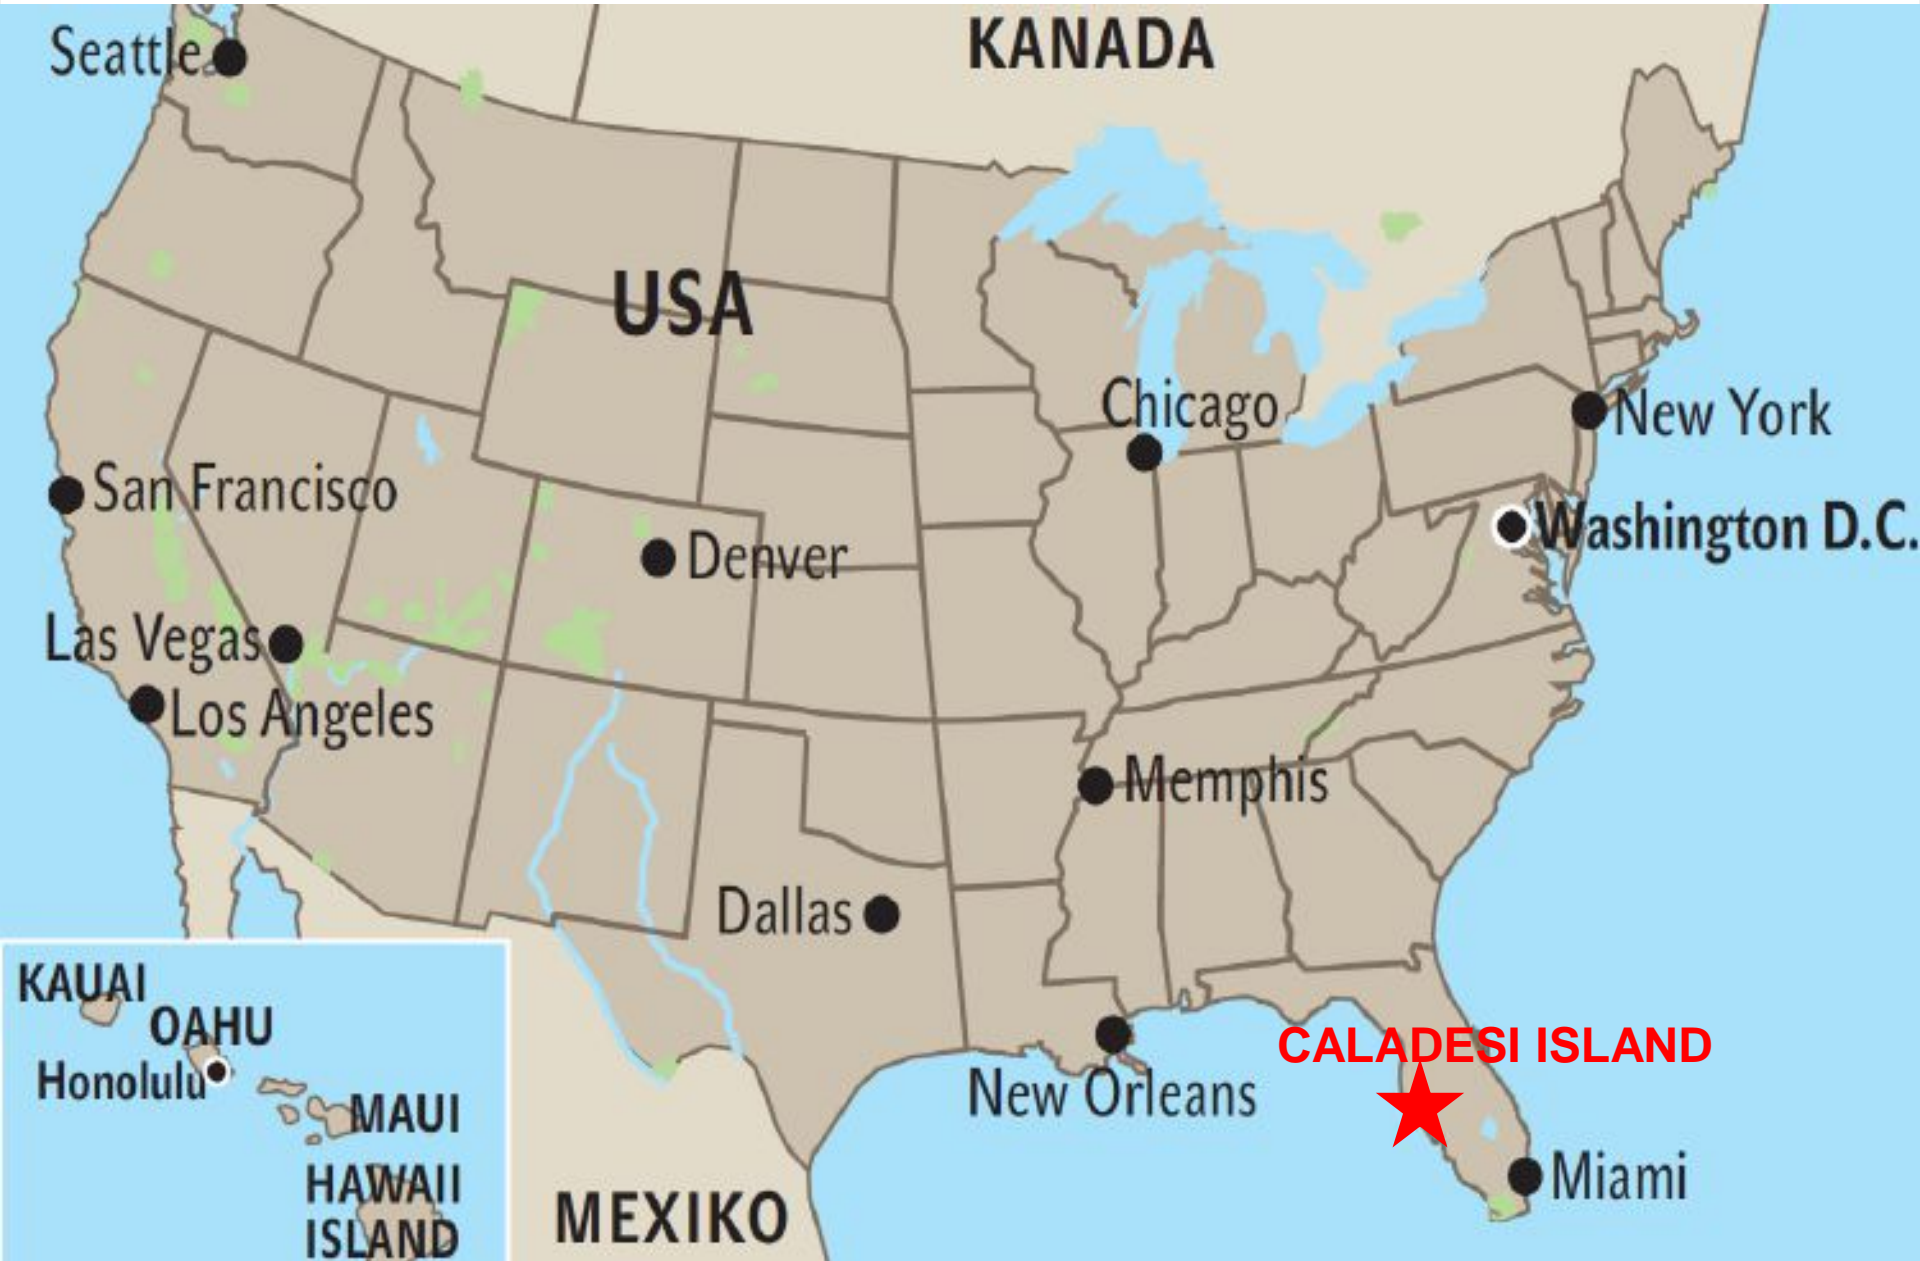 KANADA
Seattle
USA
Chicago
New York
San Francisco
Washington D.C.
Denver
Las Vegas
Los Angeles
Memphis
Dallas
KAUAI
OAHU
Honolulu
MAUI
HAWAII
ISLAND
CALADESI ISLAND
New Orleans
Miami
MEXIKO